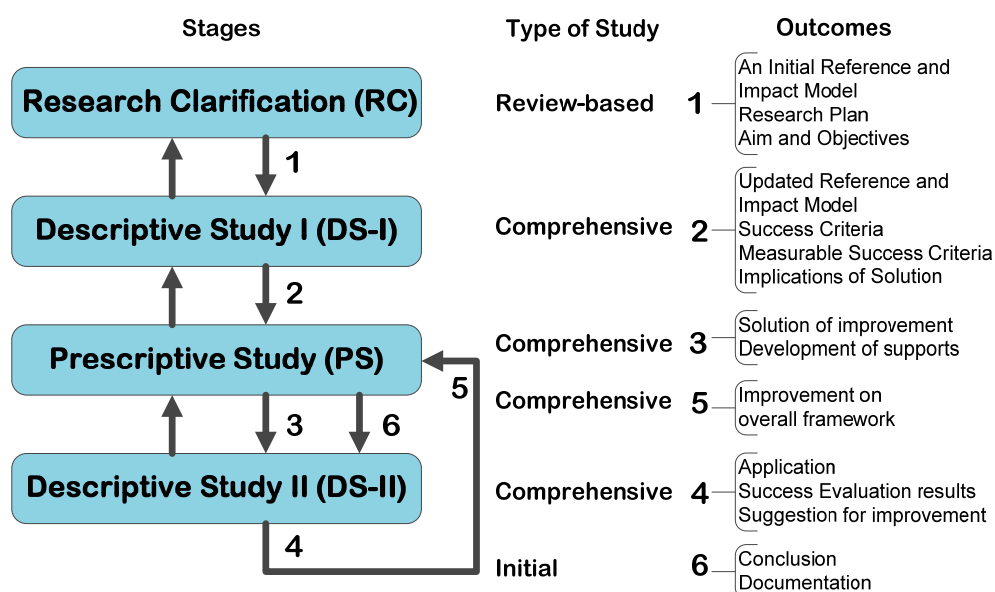 Stages
Type of Study
Outcomes
Research Clarification (RC)
1
Descriptive Study I (DS-I)
2
Prescriptive Study (PS)
3
6
5
Descriptive Study II (DS-II)
4
Review-based
1
An Initial Reference and
Impact Model
Research Plan
Aim and Objectives
Comprehensive
2
Updated Reference and
Impact Model
Success Criteria
Measurable Success Criteria
Implications of Solution
Comprehensive
3
Solution of improvement
Development of supports
Comprehensive
5
Improvement on
overall framework
Comprehensive
4
Application
Success Evaluation results
Suggestion for improvement
Initial
6
Conclusion
Documentation